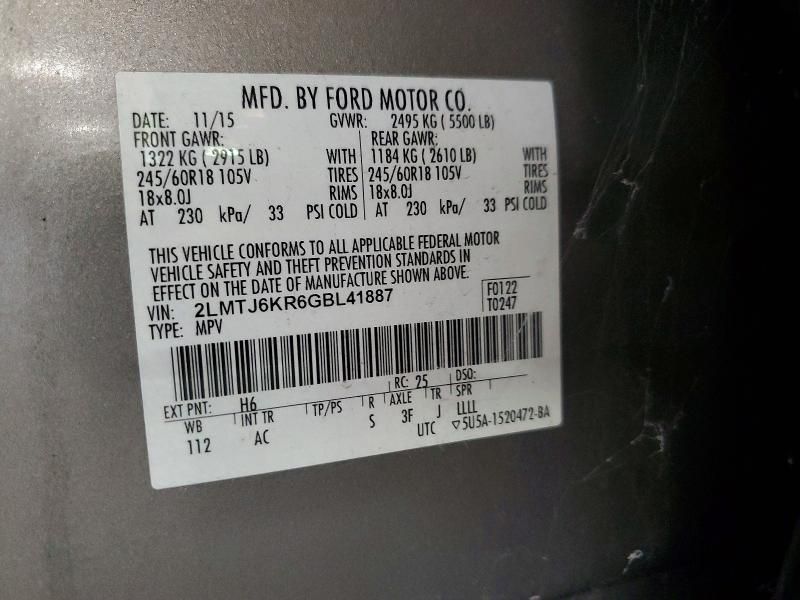 MFD. BY FORD MOTOR CO.
DATE: 11/15 GVWR: 2495 KG ( 5500 LB)
FRONT GAWR: REAR GAWR:
1322 KG ( 2915 LB) WITH 1184 KG ( 2610 LB) WITH
245/60R18 105V TIRES 245/60R18 105V TIRES
18x8.0J RIMS 18x8.0J RIMS
AT 230 kPa/ 33 PSI COLD AT 230 kPa/ 33 PSI COLD
THIS VEHICLE CONFORMS TO ALL APPLICABLE FEDERAL MOTOR
VEHICLE SAFETY AND THEFT PREVENTION STANDARDS IN
EFFECT ON THE DATE OF MANUFACTURE SHOWN ABOVE.
VIN: 2LMTJ6KR6GBL41887 F0122
TYPE: MPV T0247
EXT PNT: H6 RC: 25 DSO:
WB INT TR TP/PS R AXLE TR SPR
112 AC S 3F J LLLL
UTC ▽5U5A-1520472-BA